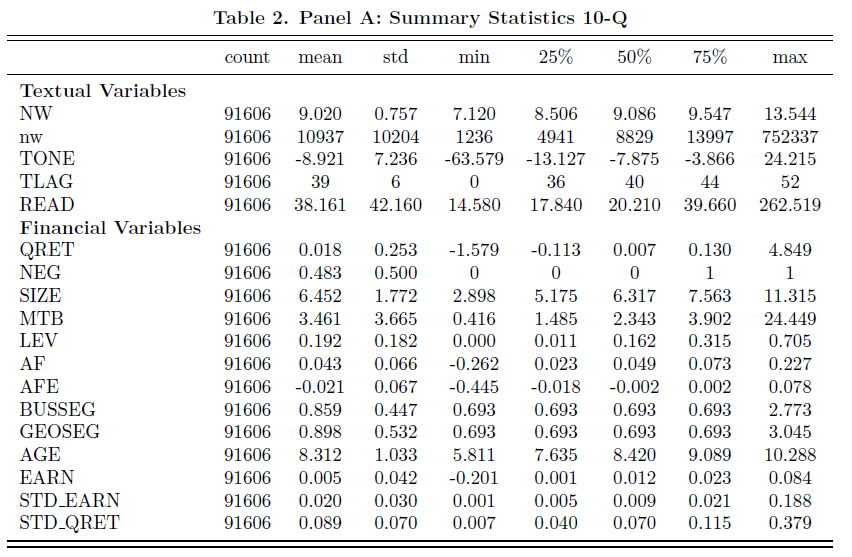 Table 2. Panel A: Summary Statistics 10-Q
count mean std min 25% 50% 75% max
Textual Variables
NW 91606 9.020 0.757 7.120 8.506 9.086 9.547 13.544
nw 91606 10937 10204 1236 4941 8829 13997 752337
TONE 91606 -8.921 7.236 -63.579 -13.127 -7.875 -3.866 24.215
TLAG 91606 39 6 0 36 40 44 52
READ 91606 38.161 42.160 14.580 17.840 20.210 39.660 262.519
Financial Variables
QRET 91606 0.018 0.253 -1.579 -0.113 0.007 0.130 4.849
NEG 91606 0.483 0.500 0 0 0 1 1
SIZE 91606 6.452 1.772 2.898 5.175 6.317 7.563 11.315
MTB 91606 3.461 3.665 0.416 1.485 2.343 3.902 24.449
LEV 91606 0.192 0.182 0.000 0.011 0.162 0.315 0.705
AF 91606 0.043 0.066 -0.262 0.023 0.049 0.073 0.227
AFE 91606 -0.021 0.067 -0.445 -0.018 -0.002 0.002 0.078
BUSSEG 91606 0.859 0.447 0.693 0.693 0.693 0.693 2.773
GEOSEG 91606 0.898 0.532 0.693 0.693 0.693 0.693 3.045
AGE 91606 8.312 1.033 5.811 7.635 8.420 9.089 10.288
EARN 91606 0.005 0.042 -0.201 0.001 0.012 0.023 0.084
STD_EARN 91606 0.020 0.030 0.001 0.005 0.009 0.021 0.188
STD_QRET 91606 0.089 0.070 0.007 0.040 0.070 0.115 0.379